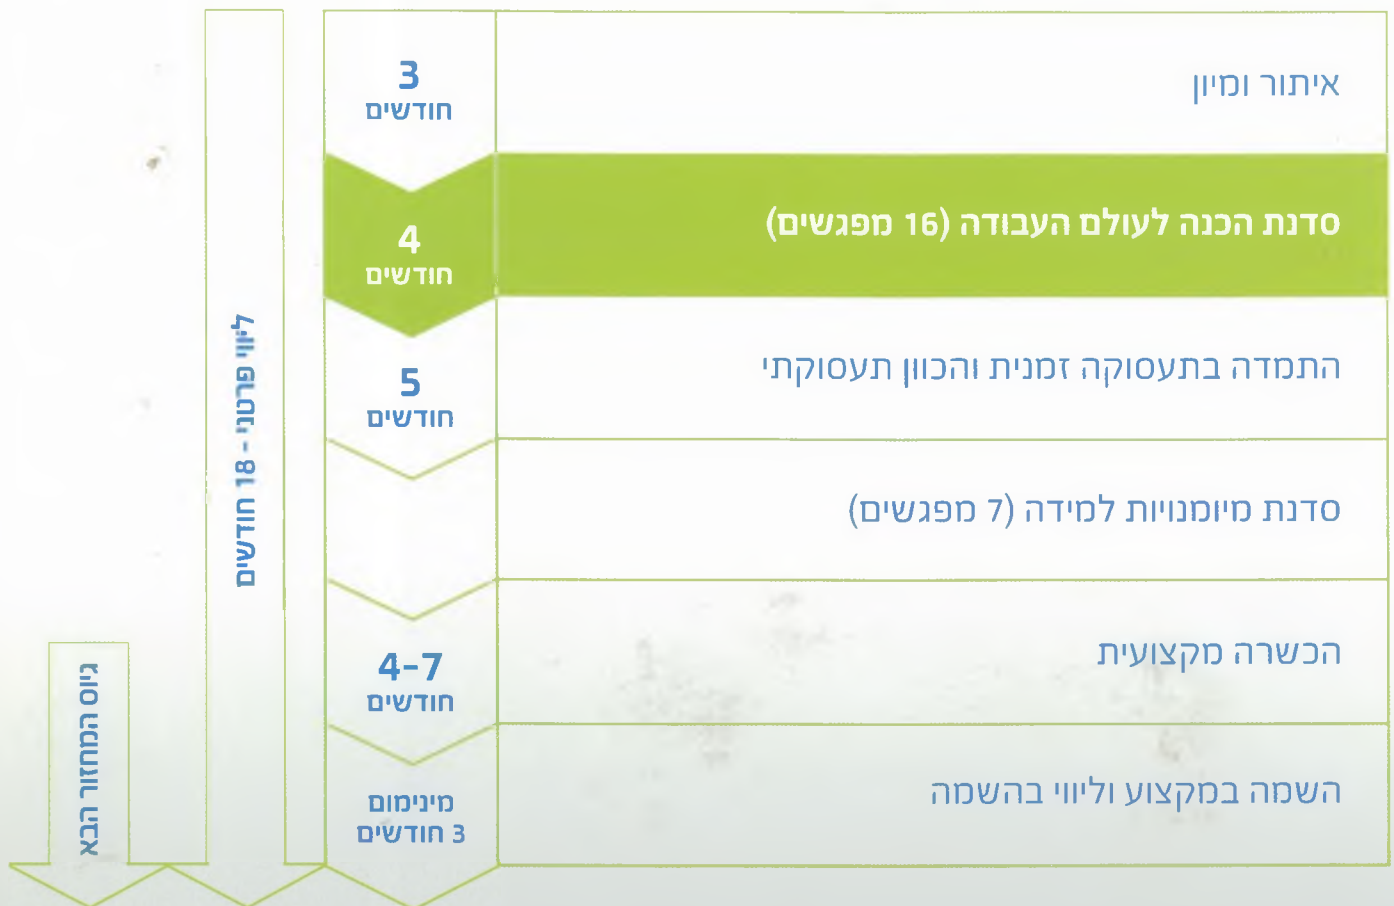 איתור ומיון
3
חודשים
סדנת הכנה לעולם העבודה (16 מפגשים)
4
חודשים
התמדה בתעסוקה זמנית והכוון תעסוקתי
5
חודשים
סדנת מיומנויות למידה (7 מפגשים)
הכשרה מקצועית
4-7
חודשים
השמה במקצוע וליווי בהשמה
מינימום
3 חודשים
ליווי פרטני - 18 חודשים
גיוס המחזור הבא